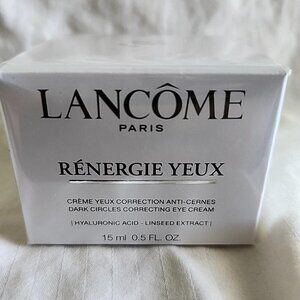 LANCÔME
PARIS
RÉNERGIE YEUX
CRÈME YEUX CORRECTION ANTI-CERNES
DARK CIRCLES CORRECTING EYE CREAM
| HYALURONIC ACID - LINSEED EXTRACT |
15 ml 0.5 FL. OZ.